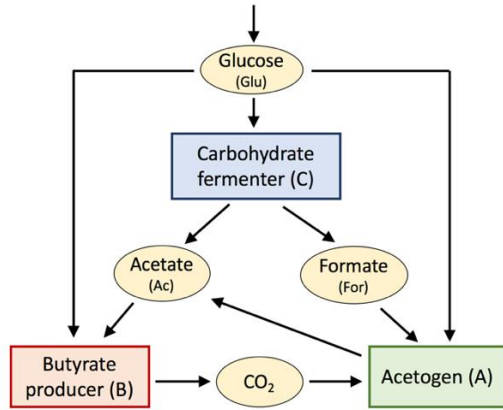 Glucose
(Glu)
Carbohydrate
fermenter (C)
Acetate
(Ac)
Formate
(For)
Butyrate
producer (B)
CO₂
Acetogen (A)